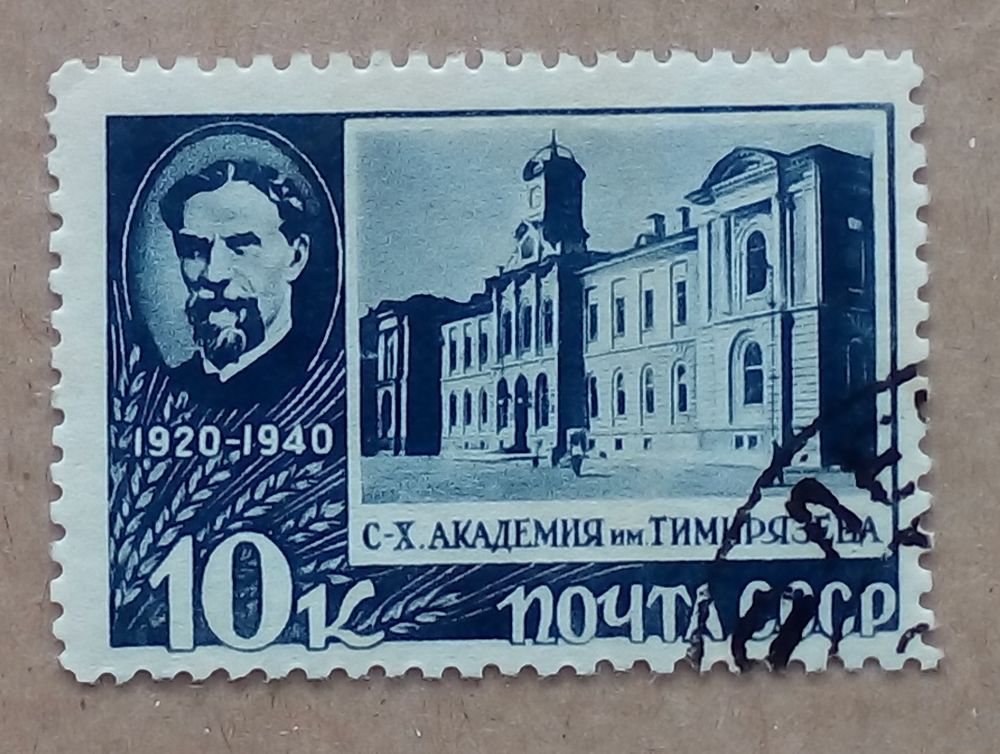 1920-1940
С-Х. АКАДЕМИЯ им. ТИМИРЯЗЕВА
10 К
ПОЧТА СССР